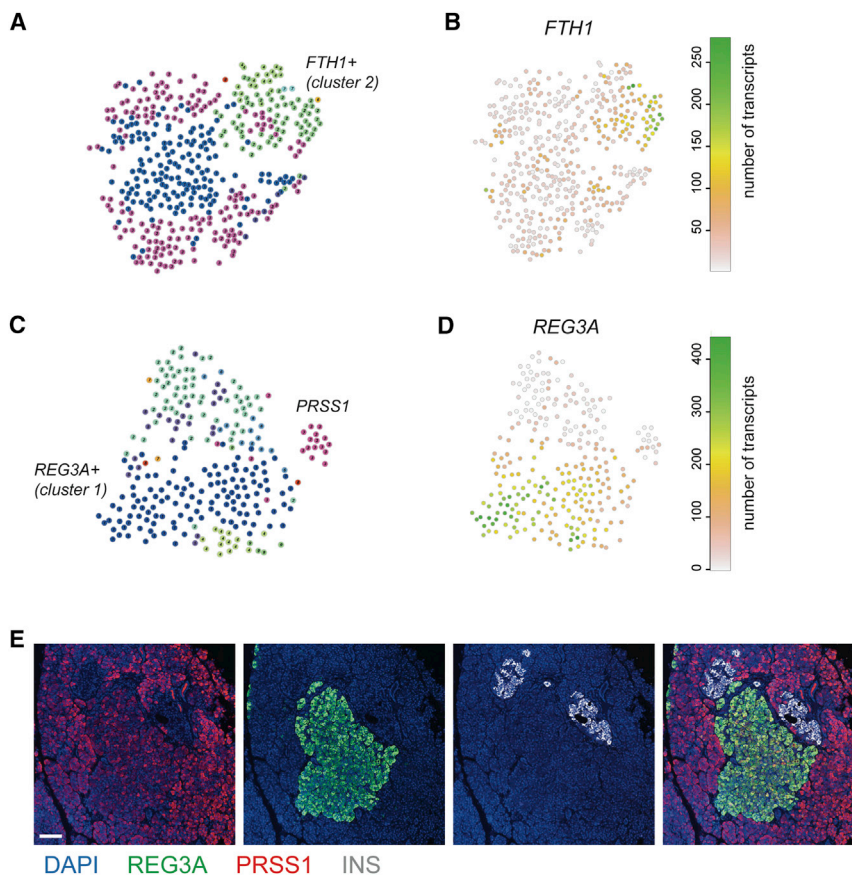 A
FTH1+
(cluster 2)
B
FTH1
250
200
150
100
50
number of transcripts
C
PRSS1
REG3A+
(cluster 1)
D
REG3A
400
300
200
100
0
number of transcripts
E
DAPI REG3A PRSS1 INS